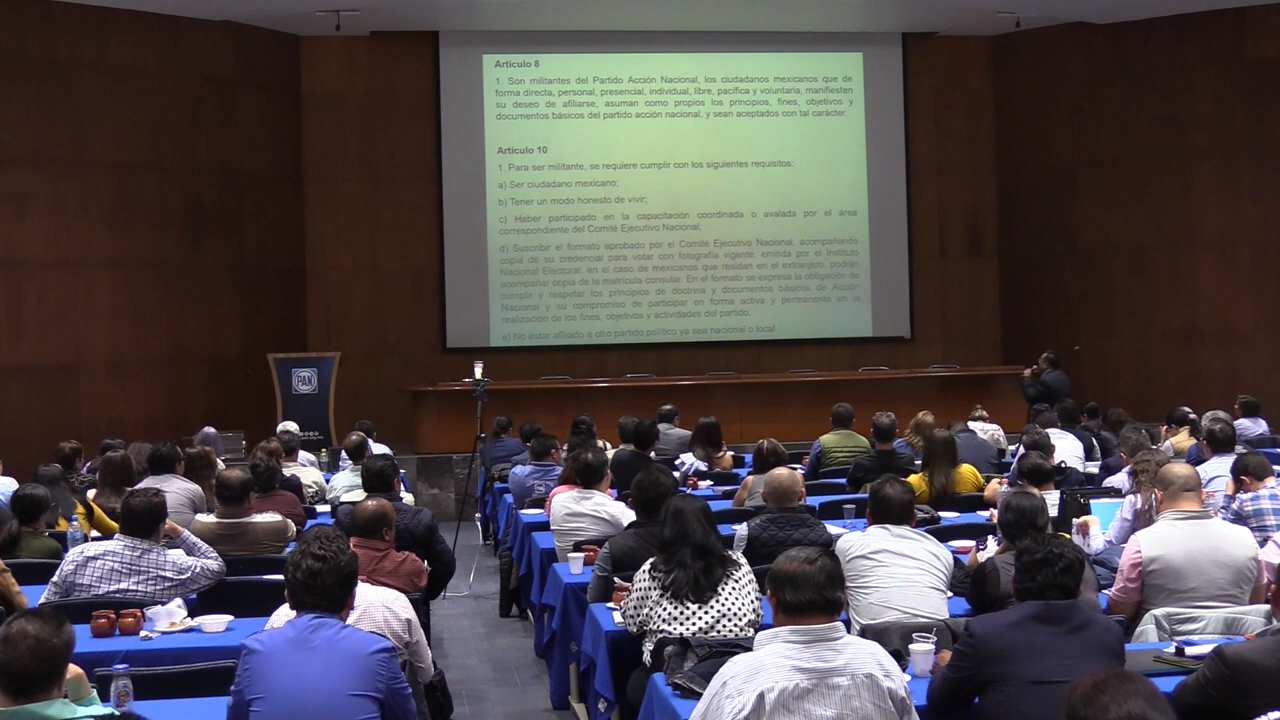 Artículo 8
1. Son militantes del Partido Acción Nacional, los ciudadanos mexicanos que de
forma directa, personal, presencial, individual, libre, pacífica y voluntaria, manifiesten
su deseo de afiliarse, asuman como propios los principios, fines, objetivos y
documentos básicos del partido acción nacional, y sean aceptados con tal carácter.
Artículo 10
1. Para ser militante, se requiere cumplir con los siguientes requisitos:
a) Ser ciudadano mexicano;
b) Tener un modo honesto de vivir;
c) Haber participado en la capacitación coordinada o avalada por el área
correspondiente del Comité Ejecutivo Nacional;
d) Suscribir el formato aprobado por el Comité Ejecutivo Nacional, acompañando
copia de su credencial para votar con fotografía vigente, emitida por el Instituto
Nacional Electoral; en el caso de mexicanos que residan en el extranjero, podrán
acompañar copia de la matricula consular. En el formato se expresa la obligación de
cumplir y respetar los principios de doctrina y documentos básicos de Acción
Nacional y su compromiso de participar en forma activa y permanente en la
realización de los fines, objetivos y actividades del partido;
e) No estar afiliado a otro partido político ya sea nacional o local.
PAN